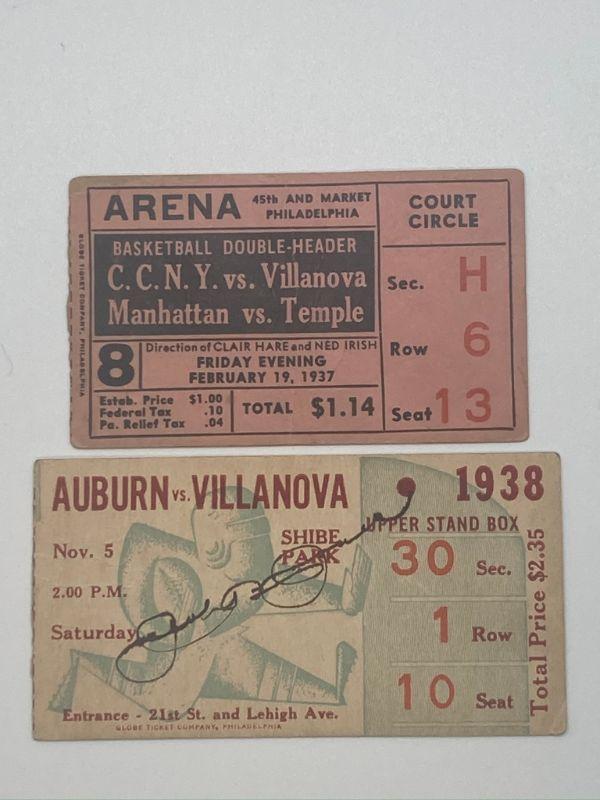 ARENA 45th AND MARKET PHILADELPHIA
BASKETBALL DOUBLE-HEADER
C.C.N.Y. vs. Villanova
Manhattan vs. Temple
8
Direction of CLAIR HARE and NED IRISH
FRIDAY EVENING
FEBRUARY 19, 1937
Estab. Price $1.00
Federal Tax .10
Pa. Relief Tax .04
TOTAL $1.14
COURT CIRCLE
Sec. H
Row 6
Seat 13
GLOBE TICKET COMPANY, PHILADELPHIA
AUBURN vs. VILLANOVA
Nov. 5
2.00 P.M.
Saturday
SHIBE PARK
Entrance - 21st St. and Lehigh Ave.
GLOBE TICKET COMPANY, PHILADELPHIA
1938
UPPER STAND BOX
30 Sec.
1 Row
10 Seat
Total Price $2.35